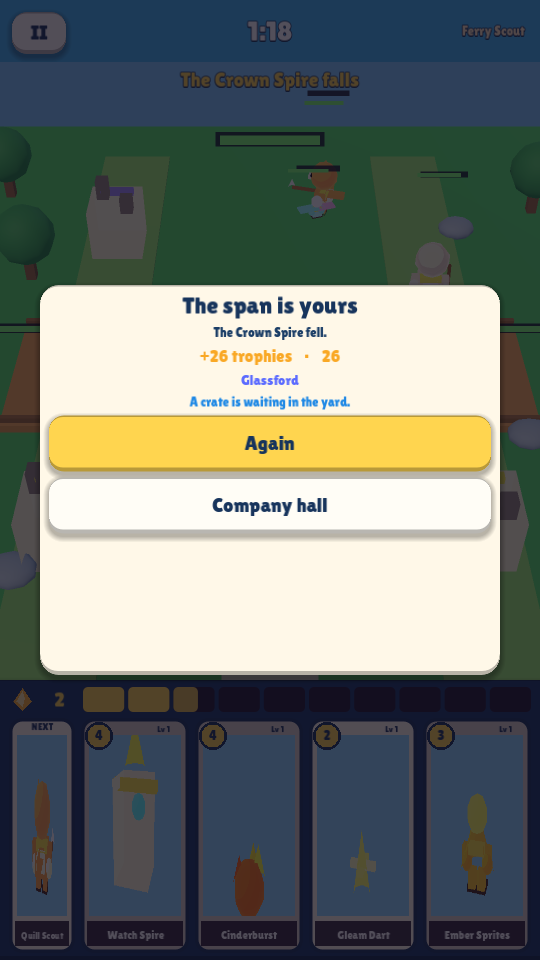 II
1:18
Ferry Scout
The Crown Spire falls
The span is yours
The Crown Spire fell.
+26 trophies · 26
Glassford
A crate is waiting in the yard.
Again
Company hall
2
NEXT
Quill Scout
4
Lv 1
Watch Spire
4
Lv 1
Cinderburst
2
Lv 1
Gleam Dart
3
Lv 1
Ember Sprites